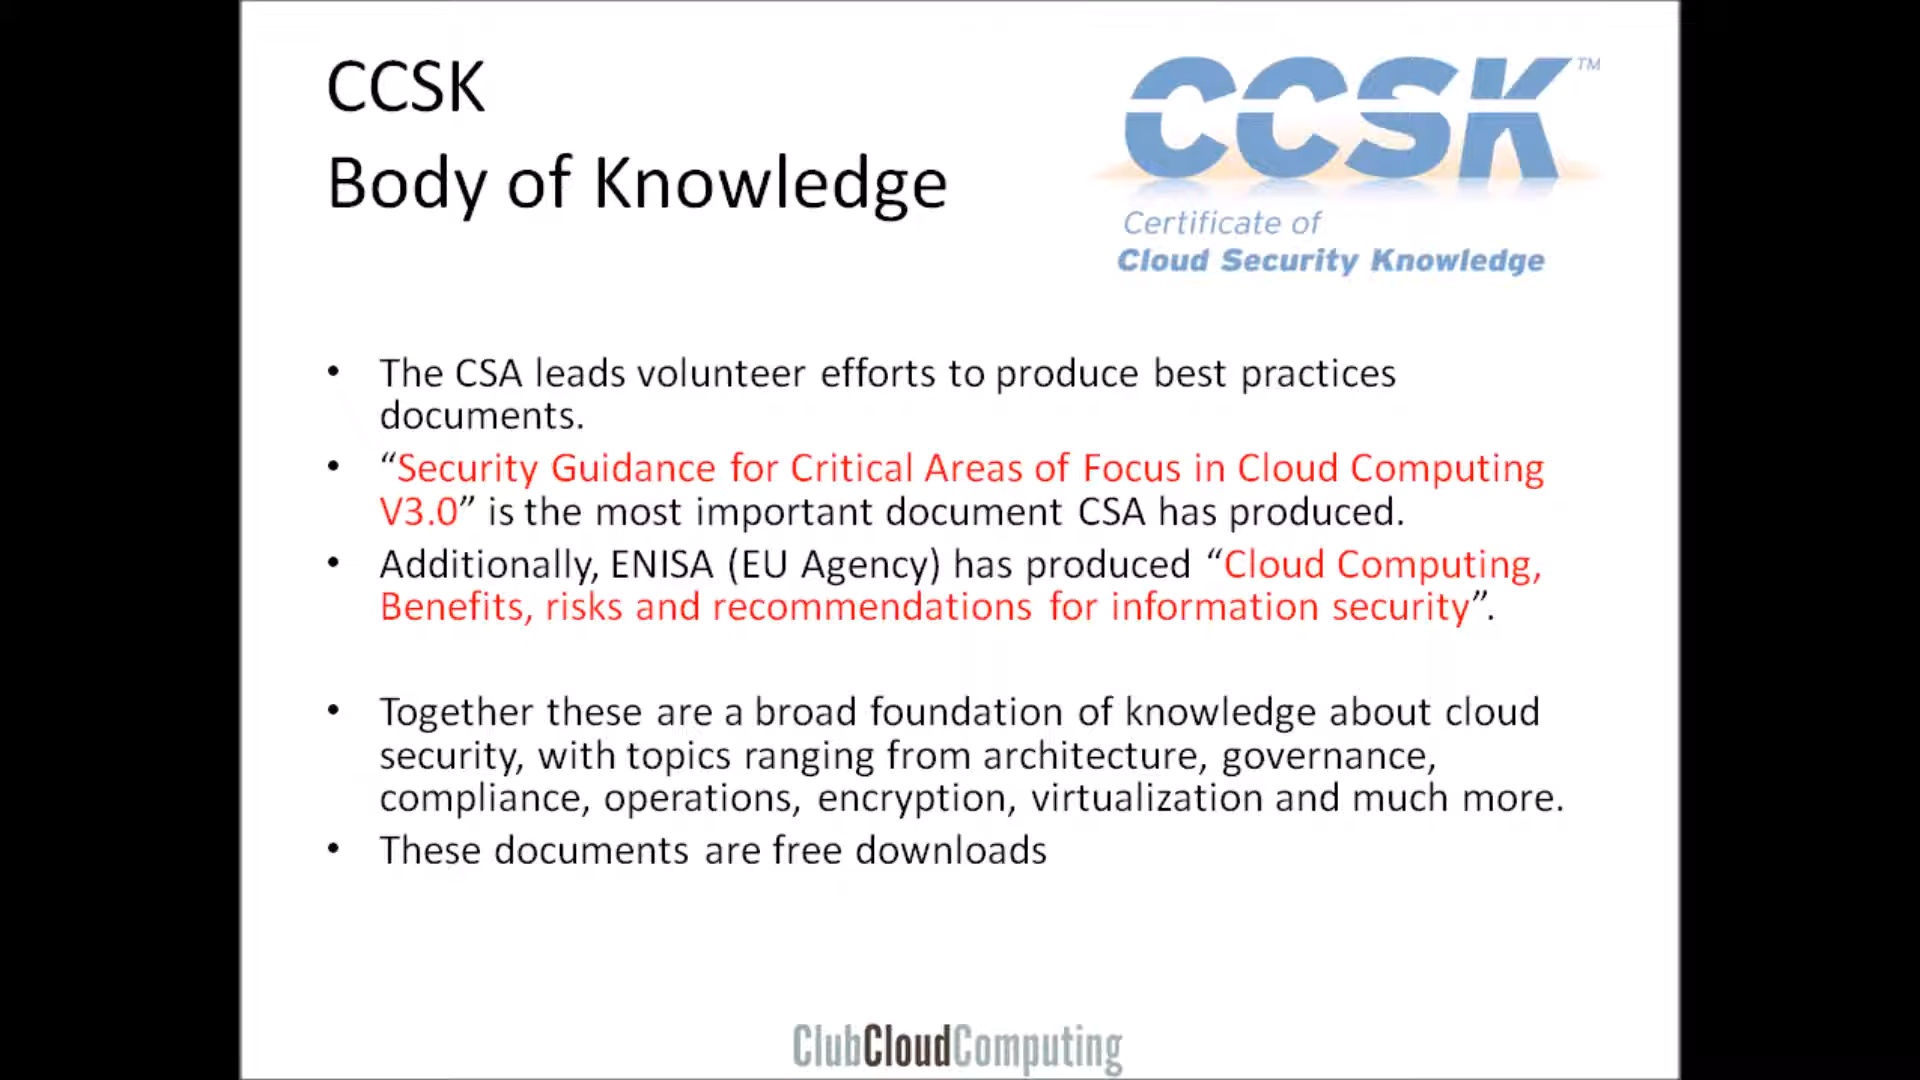 CCSK
Body of Knowledge
CCSK™
Certificate of
Cloud Security Knowledge
• The CSA leads volunteer efforts to produce best practices
documents.
• “Security Guidance for Critical Areas of Focus in Cloud Computing
V3.0” is the most important document CSA has produced.
• Additionally, ENISA (EU Agency) has produced “Cloud Computing,
Benefits, risks and recommendations for information security”.
• Together these are a broad foundation of knowledge about cloud
security, with topics ranging from architecture, governance,
compliance, operations, encryption, virtualization and much more.
• These documents are free downloads
ClubCloudComputing